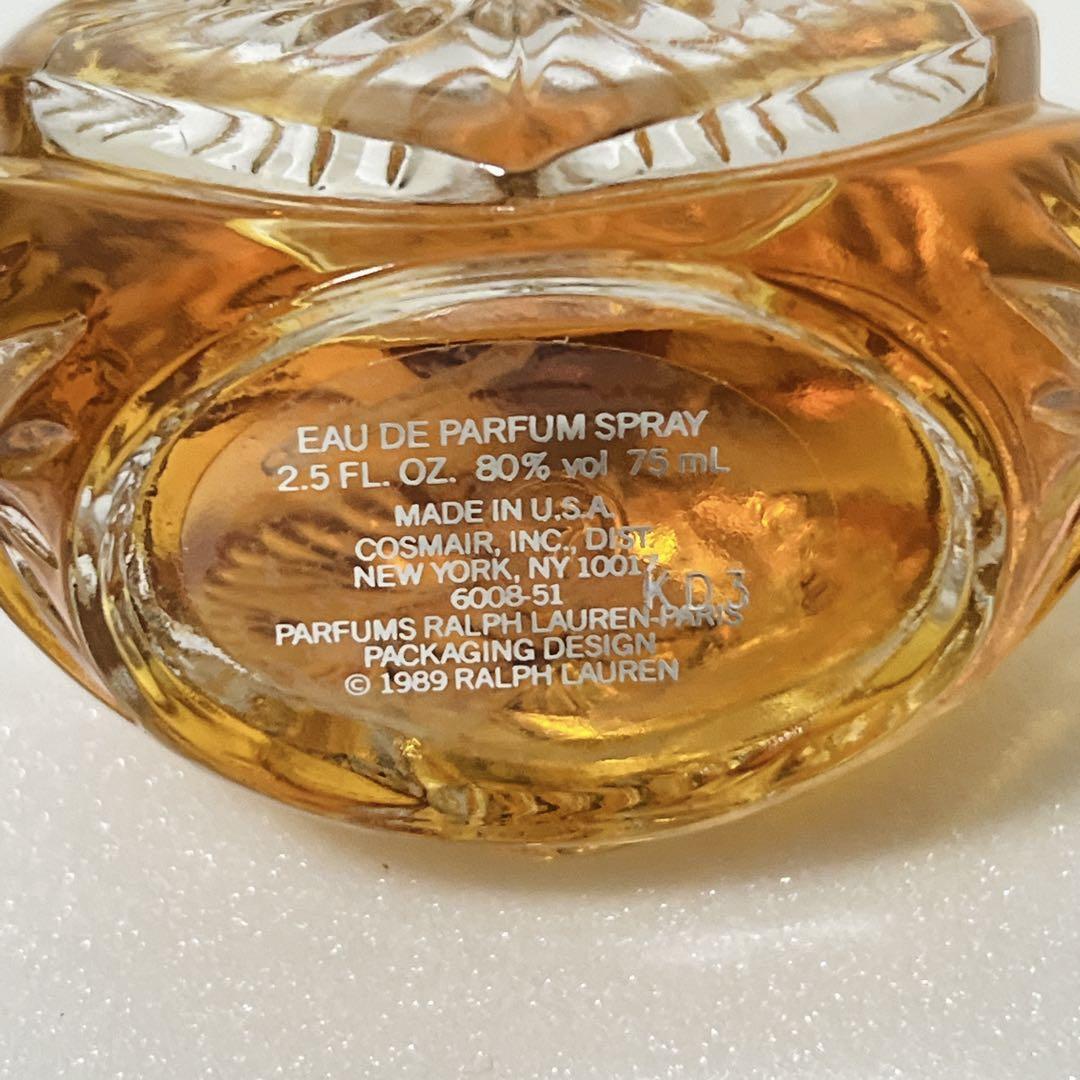 EAU DE PARFUM SPRAY
2.5 FL. OZ. 80% vol 75 mL
MADE IN U.S.A.
COSMAIR, INC., DIST.
NEW YORK, NY 10017
6008-51
K.D.3
PARFUMS RALPH LAUREN-PARIS
PACKAGING DESIGN
© 1989 RALPH LAUREN